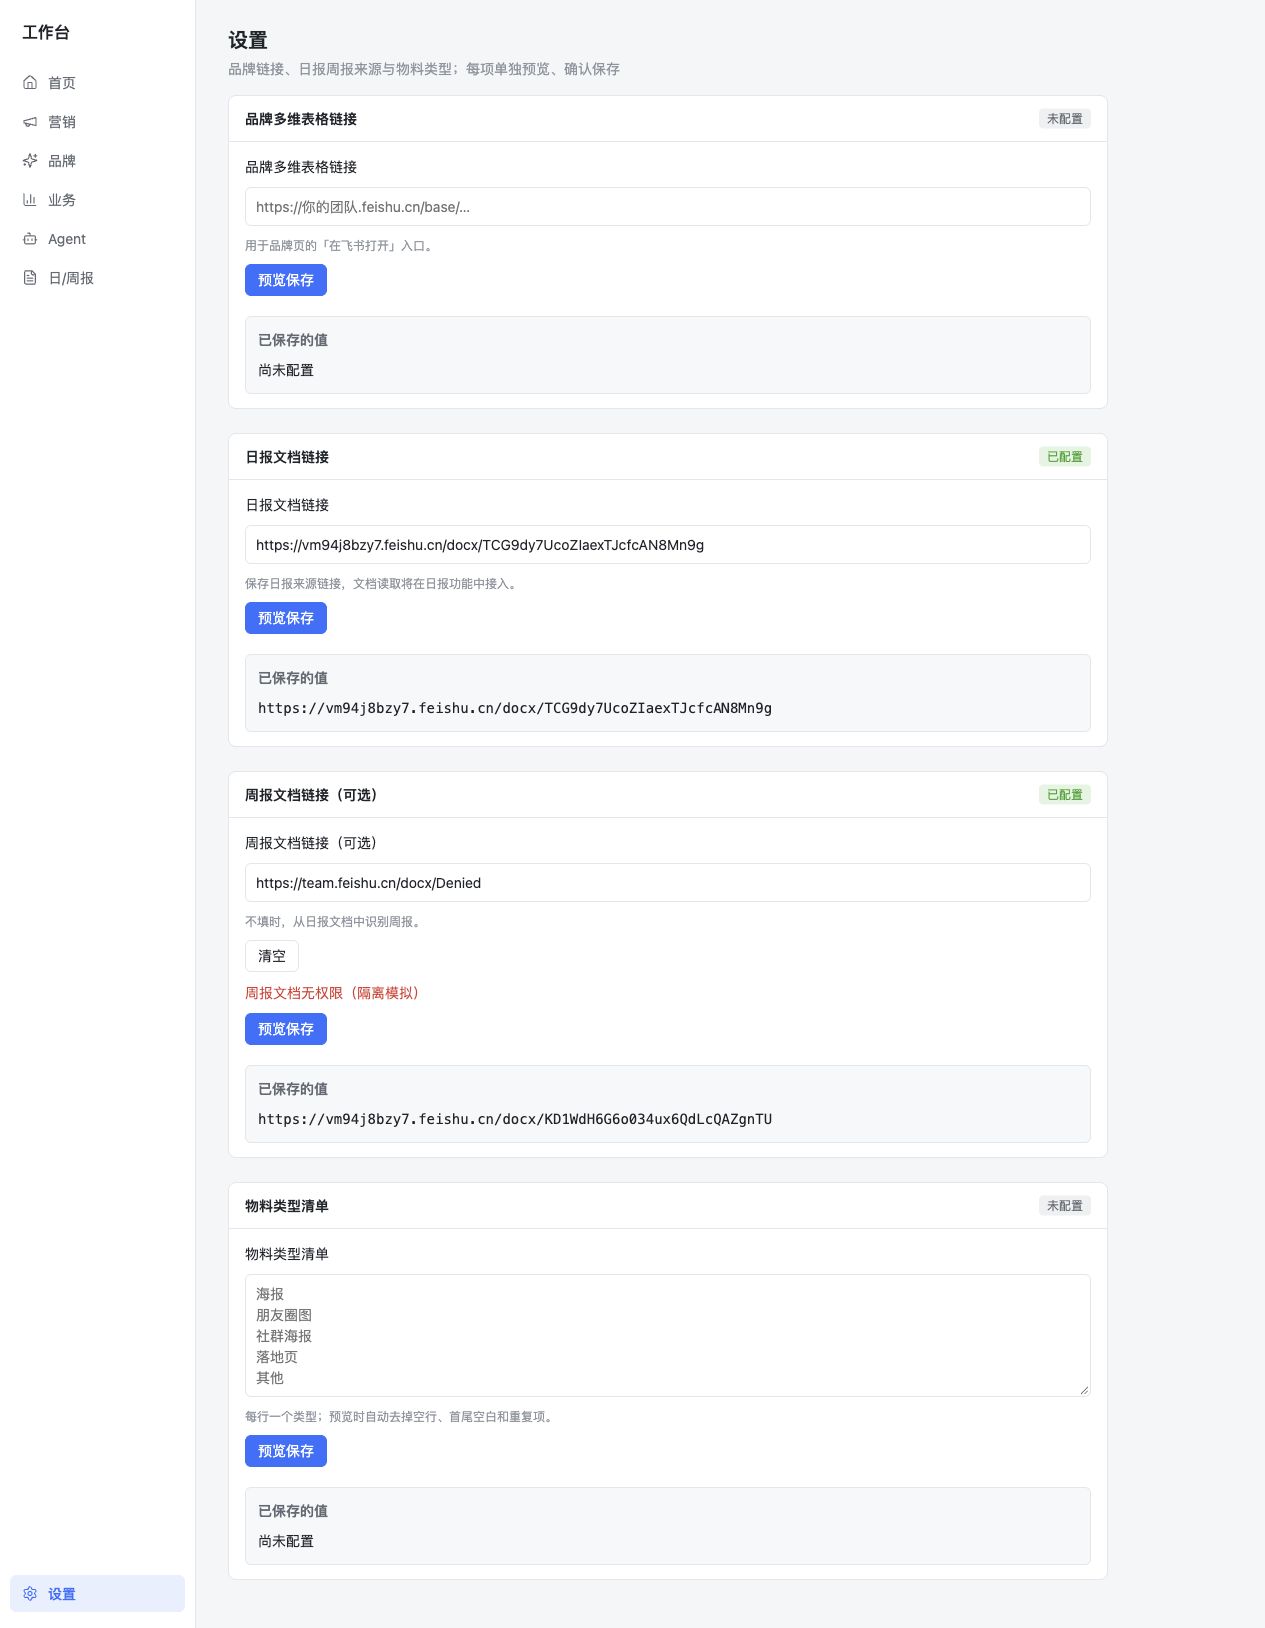 工作台
首页
营销
品牌
业务
Agent
日/周报
设置
设置
品牌链接、日报周报来源与物料类型；每项单独预览、确认保存
品牌多维表格链接
未配置
品牌多维表格链接
https://你的团队.feishu.cn/base/...
用于品牌页的「在飞书打开」入口。
预览保存
已保存的值
尚未配置
日报文档链接
已配置
日报文档链接
https://vm94j8bzy7.feishu.cn/docx/TCG9dy7UcoZIaexTJcfcAN8Mn9g
保存日报来源链接，文档读取将在日报功能中接入。
预览保存
已保存的值
https://vm94j8bzy7.feishu.cn/docx/TCG9dy7UcoZIaexTJcfcAN8Mn9g
周报文档链接（可选）
已配置
周报文档链接（可选）
https://team.feishu.cn/docx/Denied
不填时，从日报文档中识别周报。
清空
周报文档无权限（隔离模拟）
预览保存
已保存的值
https://vm94j8bzy7.feishu.cn/docx/KD1WdH6G6o034ux6QdLcQAZgnTU
物料类型清单
未配置
物料类型清单
海报
朋友圈图
社群海报
落地页
其他
每行一个类型；预览时自动去掉空行、首尾空白和重复项。
预览保存
已保存的值
尚未配置